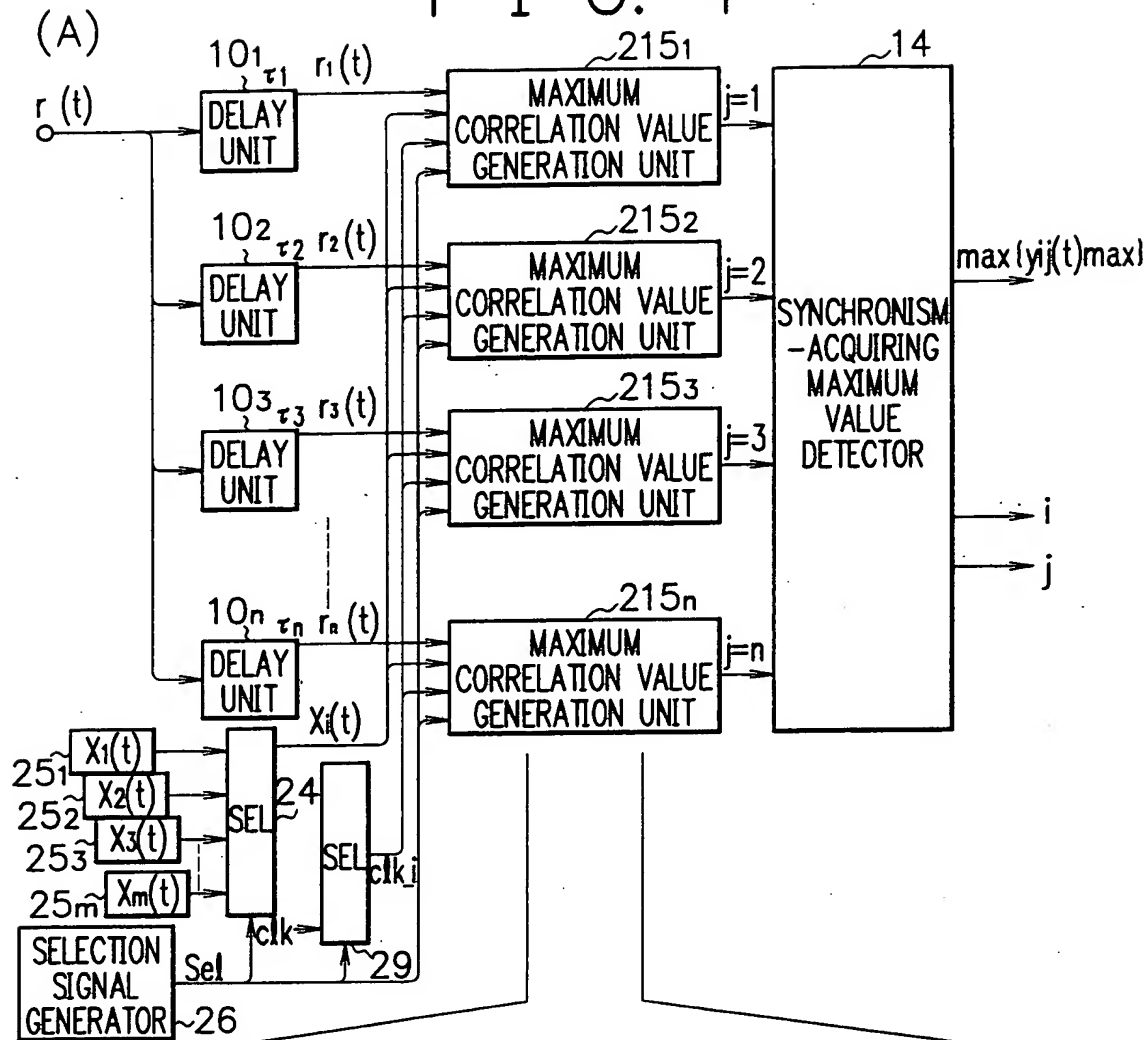 (A)
r (t)
10₁ τ₁ r₁(t)
DELAY
UNIT
215₁
MAXIMUM
CORRELATION VALUE
GENERATION UNIT
j=1
14
10₂ τ₂ r₂(t)
DELAY
UNIT
215₂
MAXIMUM
CORRELATION VALUE
GENERATION UNIT
j=2
SYNCHRONISM
-ACQUIRING
MAXIMUM
VALUE
DETECTOR
max{yij(t)max}
10₃ τ₃ r₃(t)
DELAY
UNIT
215₃
MAXIMUM
CORRELATION VALUE
GENERATION UNIT
j=3
i
j
10n τn rn (t)
DELAY
UNIT
215n
MAXIMUM
CORRELATION VALUE
GENERATION UNIT
j=n
Xi(t)
25₁ X₁(t)
25₂ X₂(t)
25₃ X₃(t)
25m Xm(t)
SEL 24
SEL
clk_i
clk
29
SELECTION
SIGNAL
GENERATOR
Sel
26